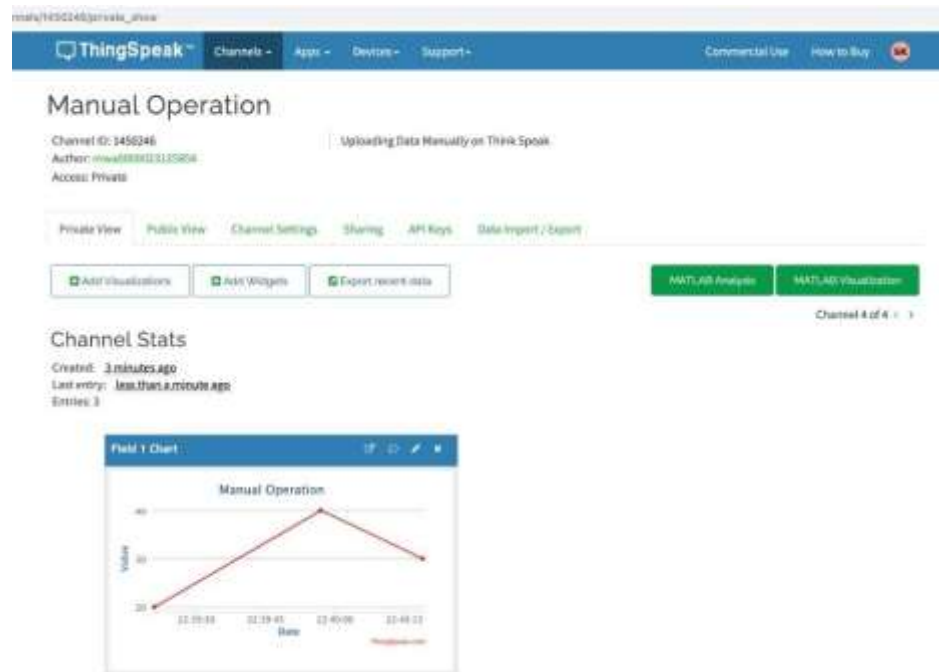 ThingSpeak™ Channels Apps Devices Support Commercial Use How to Buy
Manual Operation
Channel ID: 1450246 Uploading Data Manually on Think Speak
Author:
Access: Private
Private View Public View Channel Settings Sharing API Keys Data Import / Export
Add Visualizations Add Widgets Export recent data MATLAB Analysis MATLAB Visualization
Channel 4 of 4 < >
Channel Stats
Created: 3 minutes ago
Last entry: less than a minute ago
Entries: 3
Field 1 Chart
Manual Operation
40
Value
30
20
Date
ThingSpeak.com